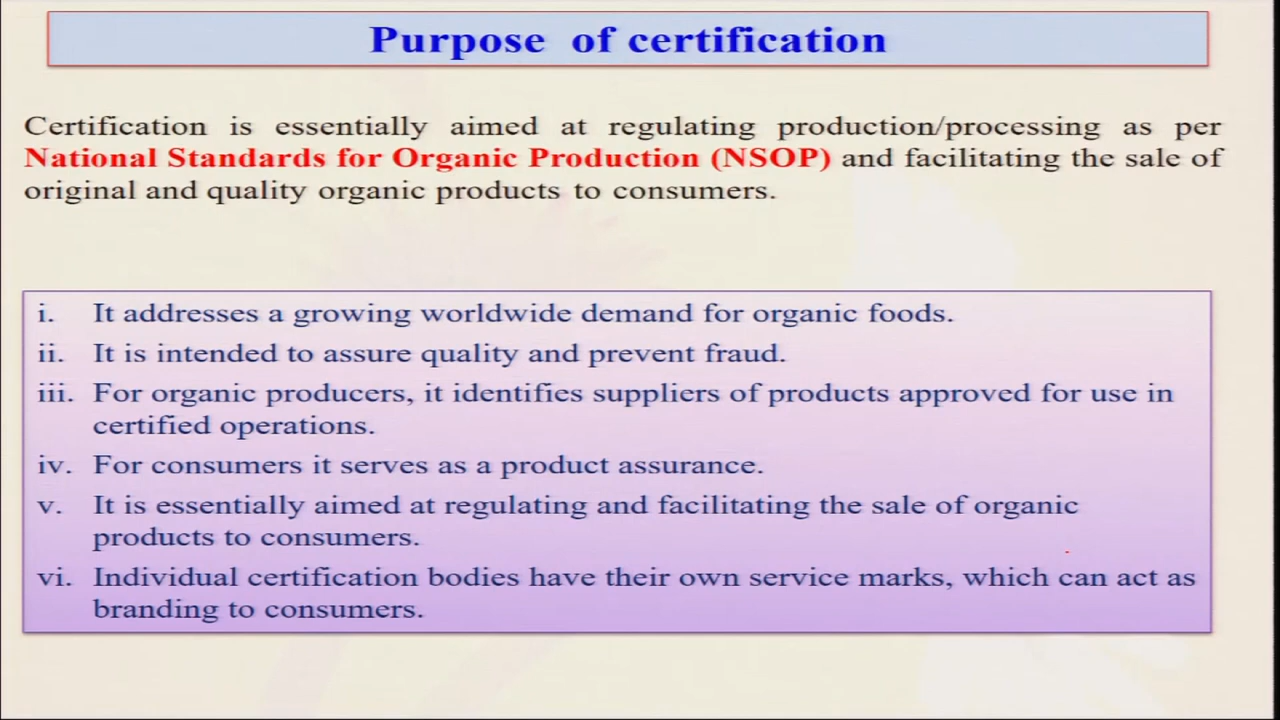 Purpose of certification
Certification is essentially aimed at regulating production/processing as per
National Standards for Organic Production (NSOP) and facilitating the sale of
original and quality organic products to consumers.
i. It addresses a growing worldwide demand for organic foods.
ii. It is intended to assure quality and prevent fraud.
iii. For organic producers, it identifies suppliers of products approved for use in
certified operations.
iv. For consumers it serves as a product assurance.
v. It is essentially aimed at regulating and facilitating the sale of organic
products to consumers.
vi. Individual certification bodies have their own service marks, which can act as
branding to consumers.